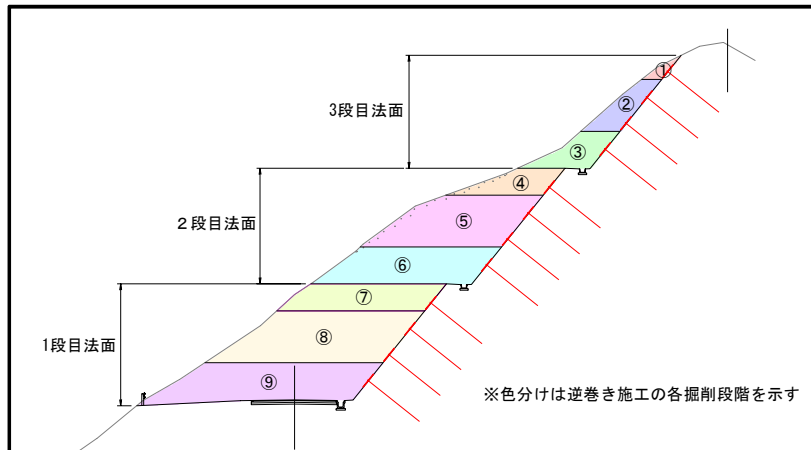 ①
②
3段目法面
③
④
２段目法面
⑤
⑥
⑦
1段目法面
⑧
⑨
※色分けは逆巻き施工の各掘削段階を示す